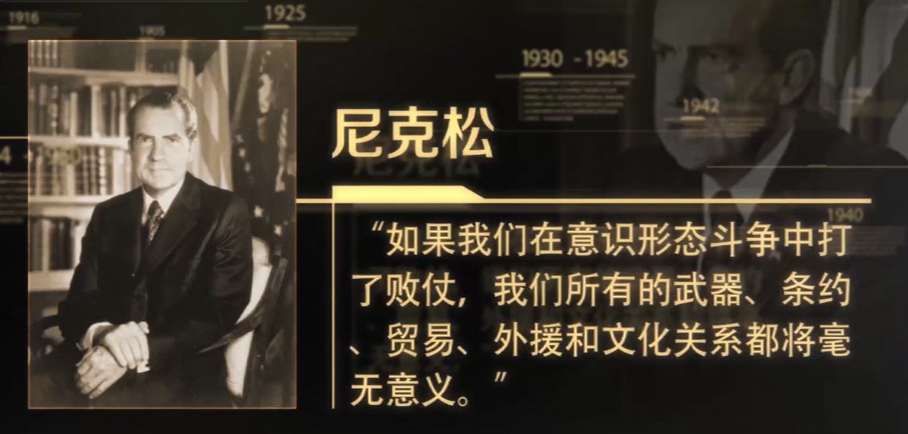 1916
1905
1925
1930 -1945
1942
尼克松
1940
“如果我们在意识形态斗争中打
了败仗，我们所有的武器、条约
、贸易、外援和文化关系都将毫
无意义。”